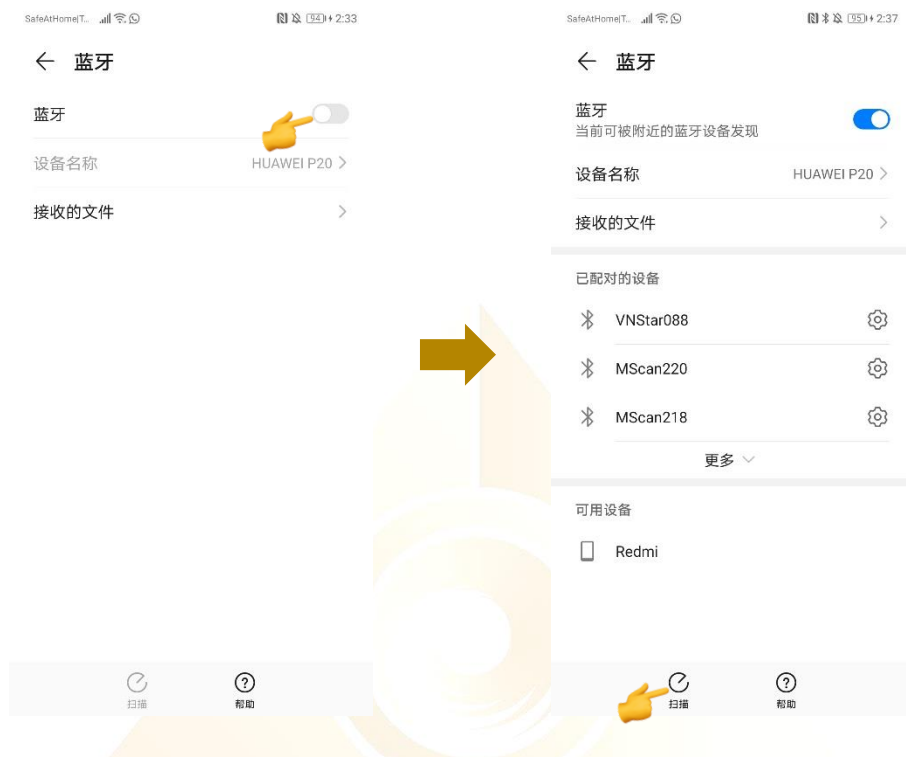 SafeAtHome(T... 94 2:33
蓝牙
蓝牙
设备名称 HUAWEI P20
接收的文件
扫描 帮助
SafeAtHome(T... 95 2:37
蓝牙
蓝牙
当前可被附近的蓝牙设备发现
设备名称 HUAWEI P20
接收的文件
已配对的设备
VNStar088
MScan220
MScan218
更多
可用设备
Redmi
扫描 帮助